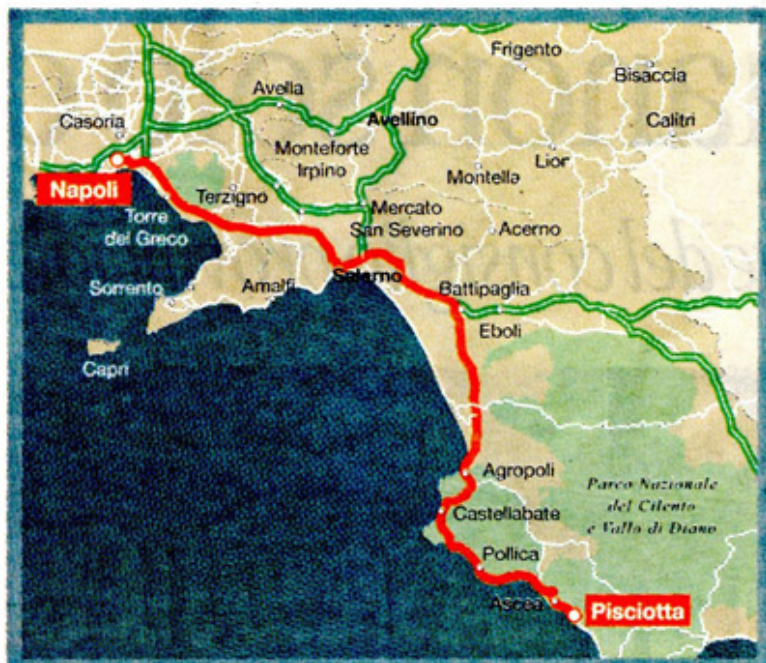 Frigento
Bisaccia
Avella
Casoria
Avellino
Calitri
Monteforte
Irpino
Lior
Montella
Napoli
Terzigno
Mercato
San Severino
Acerno
Torre
del Greco
Salerno
Sorrento
Amalfi
Battipaglia
Eboli
Capri
Agropoli
Parco Nazionale
del Cilento
e Vallo di Diano
Castellabate
Pollica
Ascea
Pisciotta